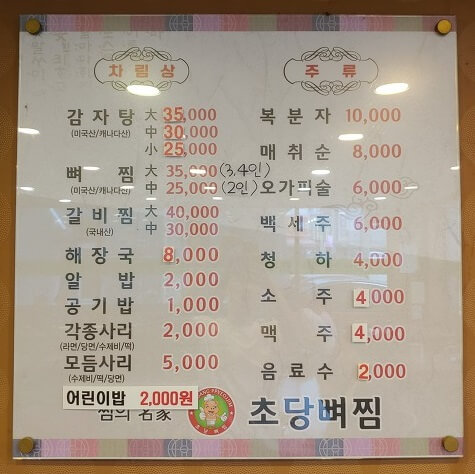 차림상
감자탕 大 35,000
(미국산/캐나다산) 中 30,000
小 25,000
뼈찜 大 35,000 (3,4인)
(미국산/캐나다산) 中 25,000 (2인)
갈비찜 大 40,000
(국내산) 中 30,000
해장국 8,000
알밥 2,000
공기밥 1,000
각종사리 2,000
(라면/당면/수제비/떡)
모듬사리 5,000
(수제비/떡/당면)
어린이밥 2,000원
찜의 名家
주류
복분자 10,000
매취순 8,000
오가피술 6,000
백세주 6,000
청하 4,000
소주 4,000
맥주 4,000
음료수 2,000
초당뼈찜